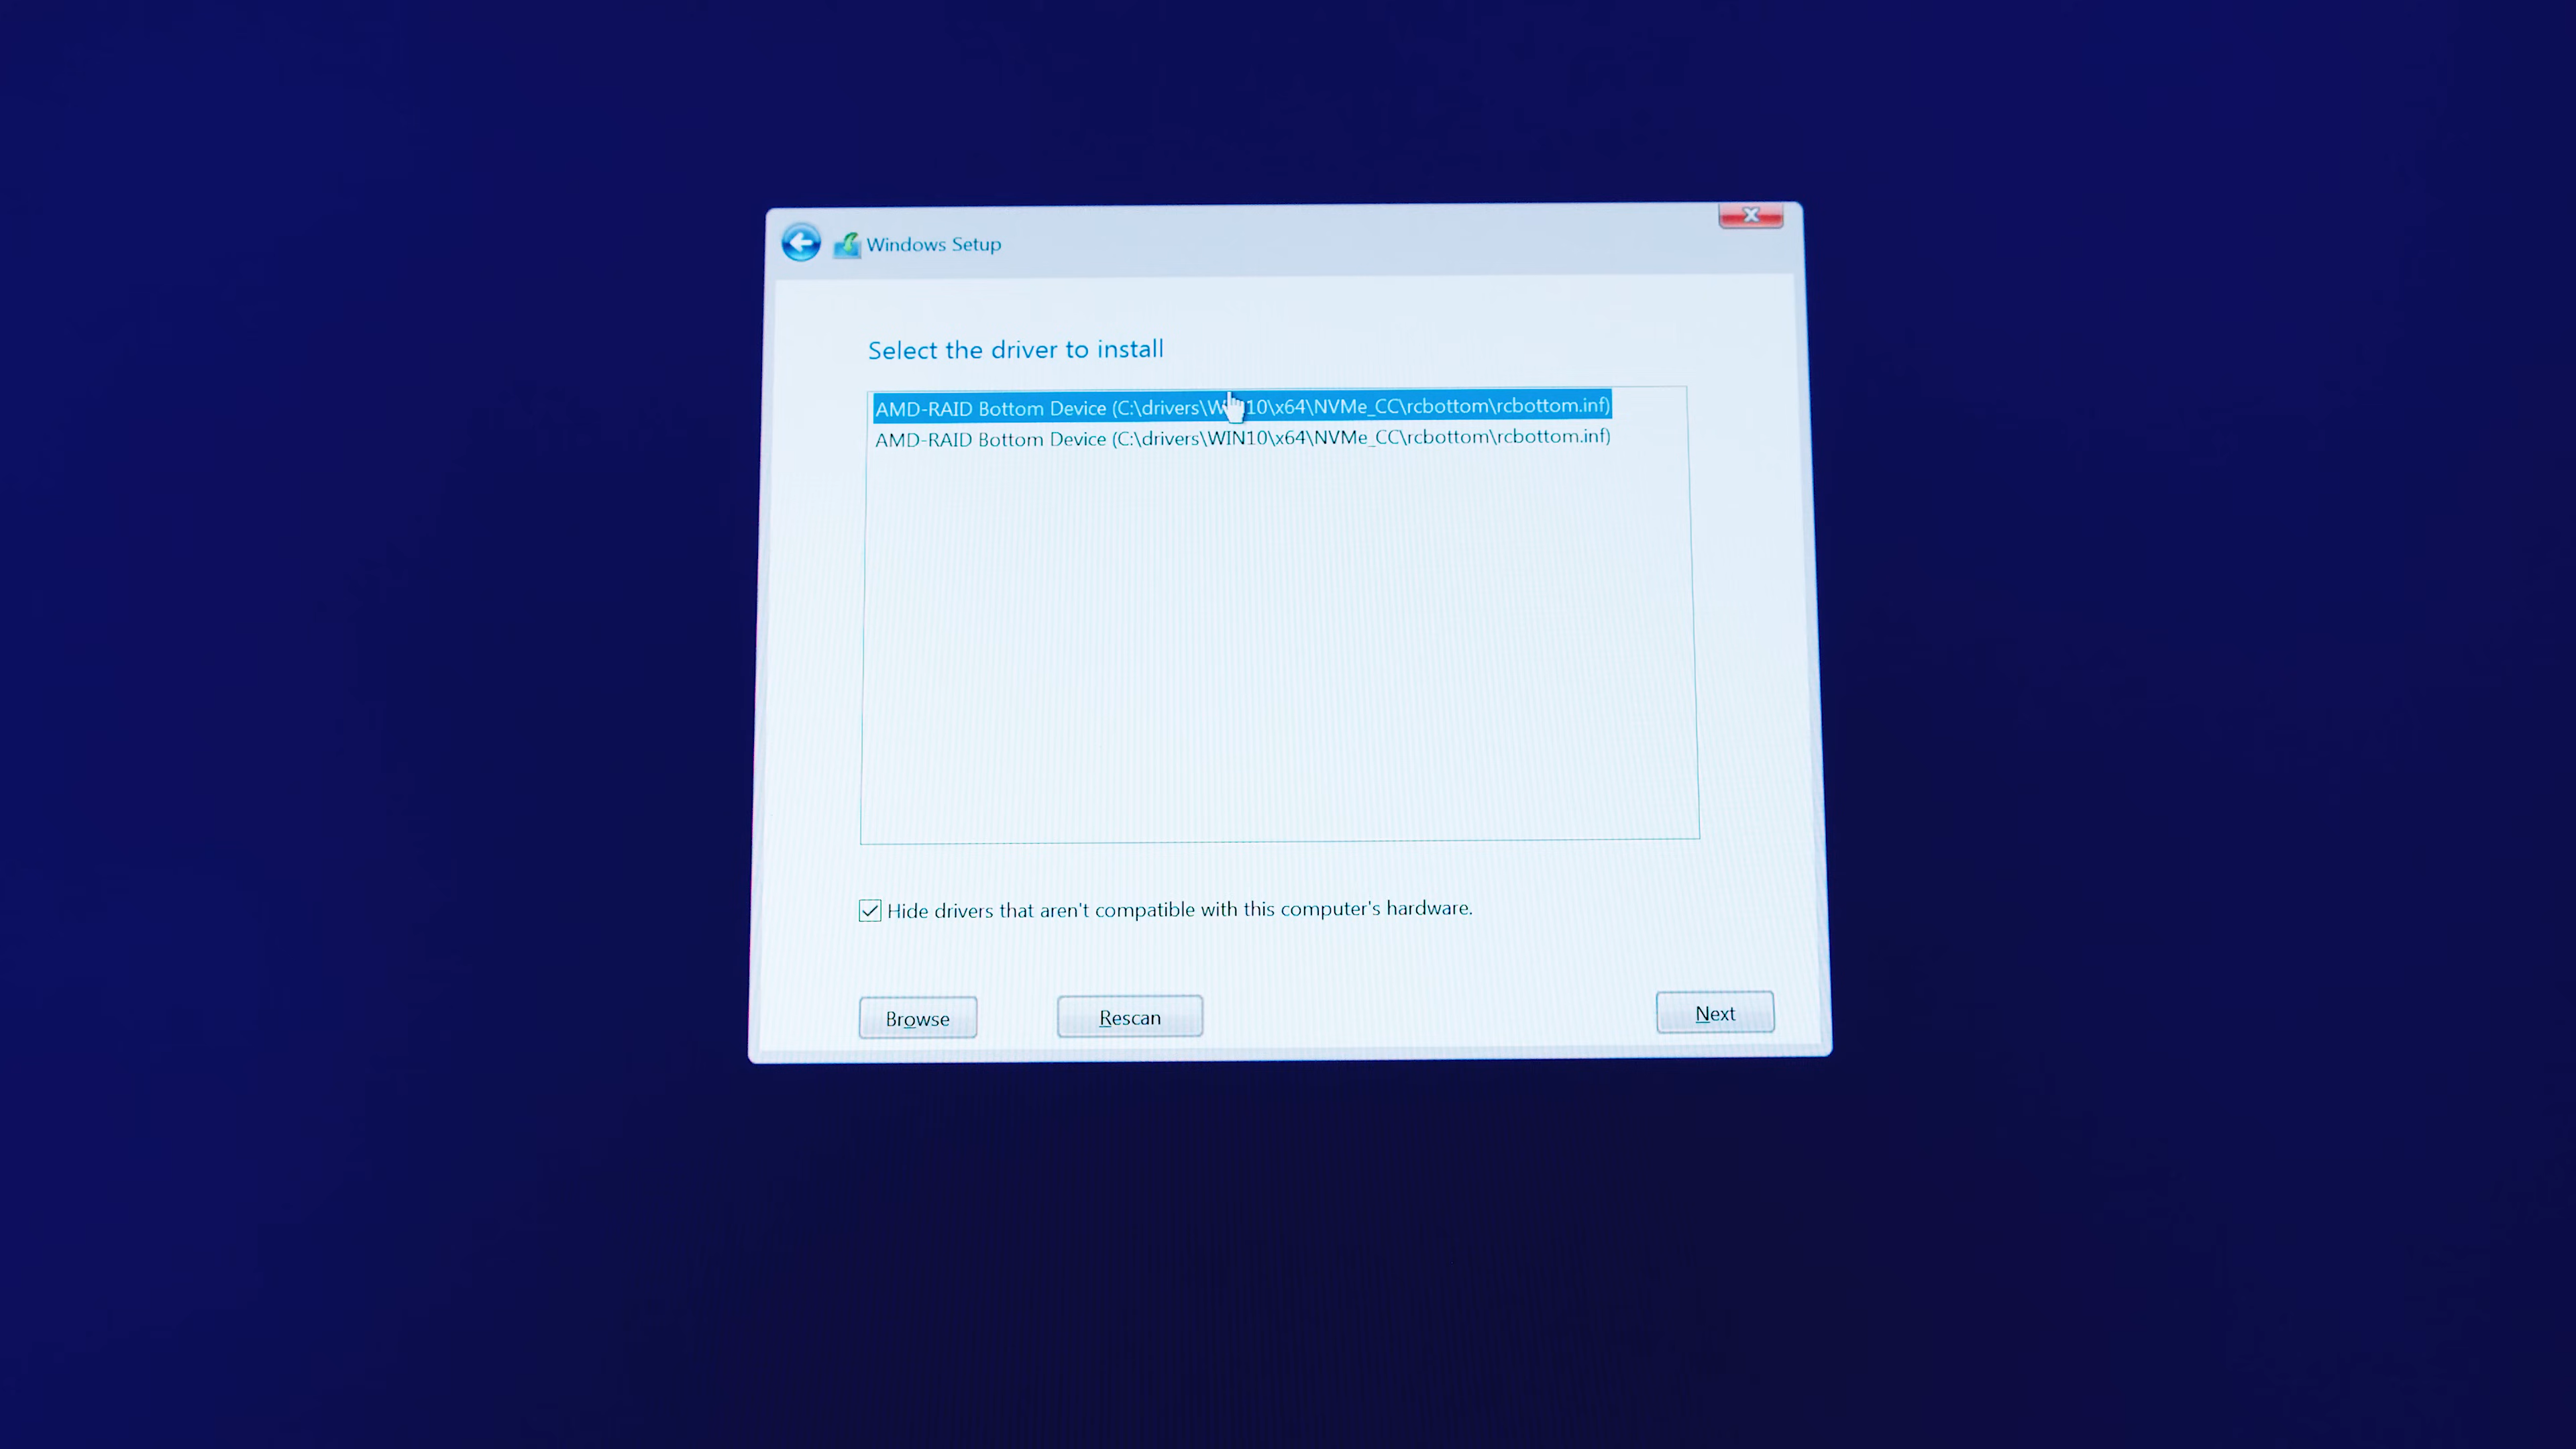 Windows Setup
Select the driver to install
AMD-RAID Bottom Device (C:\drivers\WIN10\x64\NVMe_CC\rcbottom\rcbottom.inf)
AMD-RAID Bottom Device (C:\drivers\WIN10\x64\NVMe_CC\rcbottom\rcbottom.inf)
Hide drivers that aren't compatible with this computer's hardware.
Browse Rescan Next